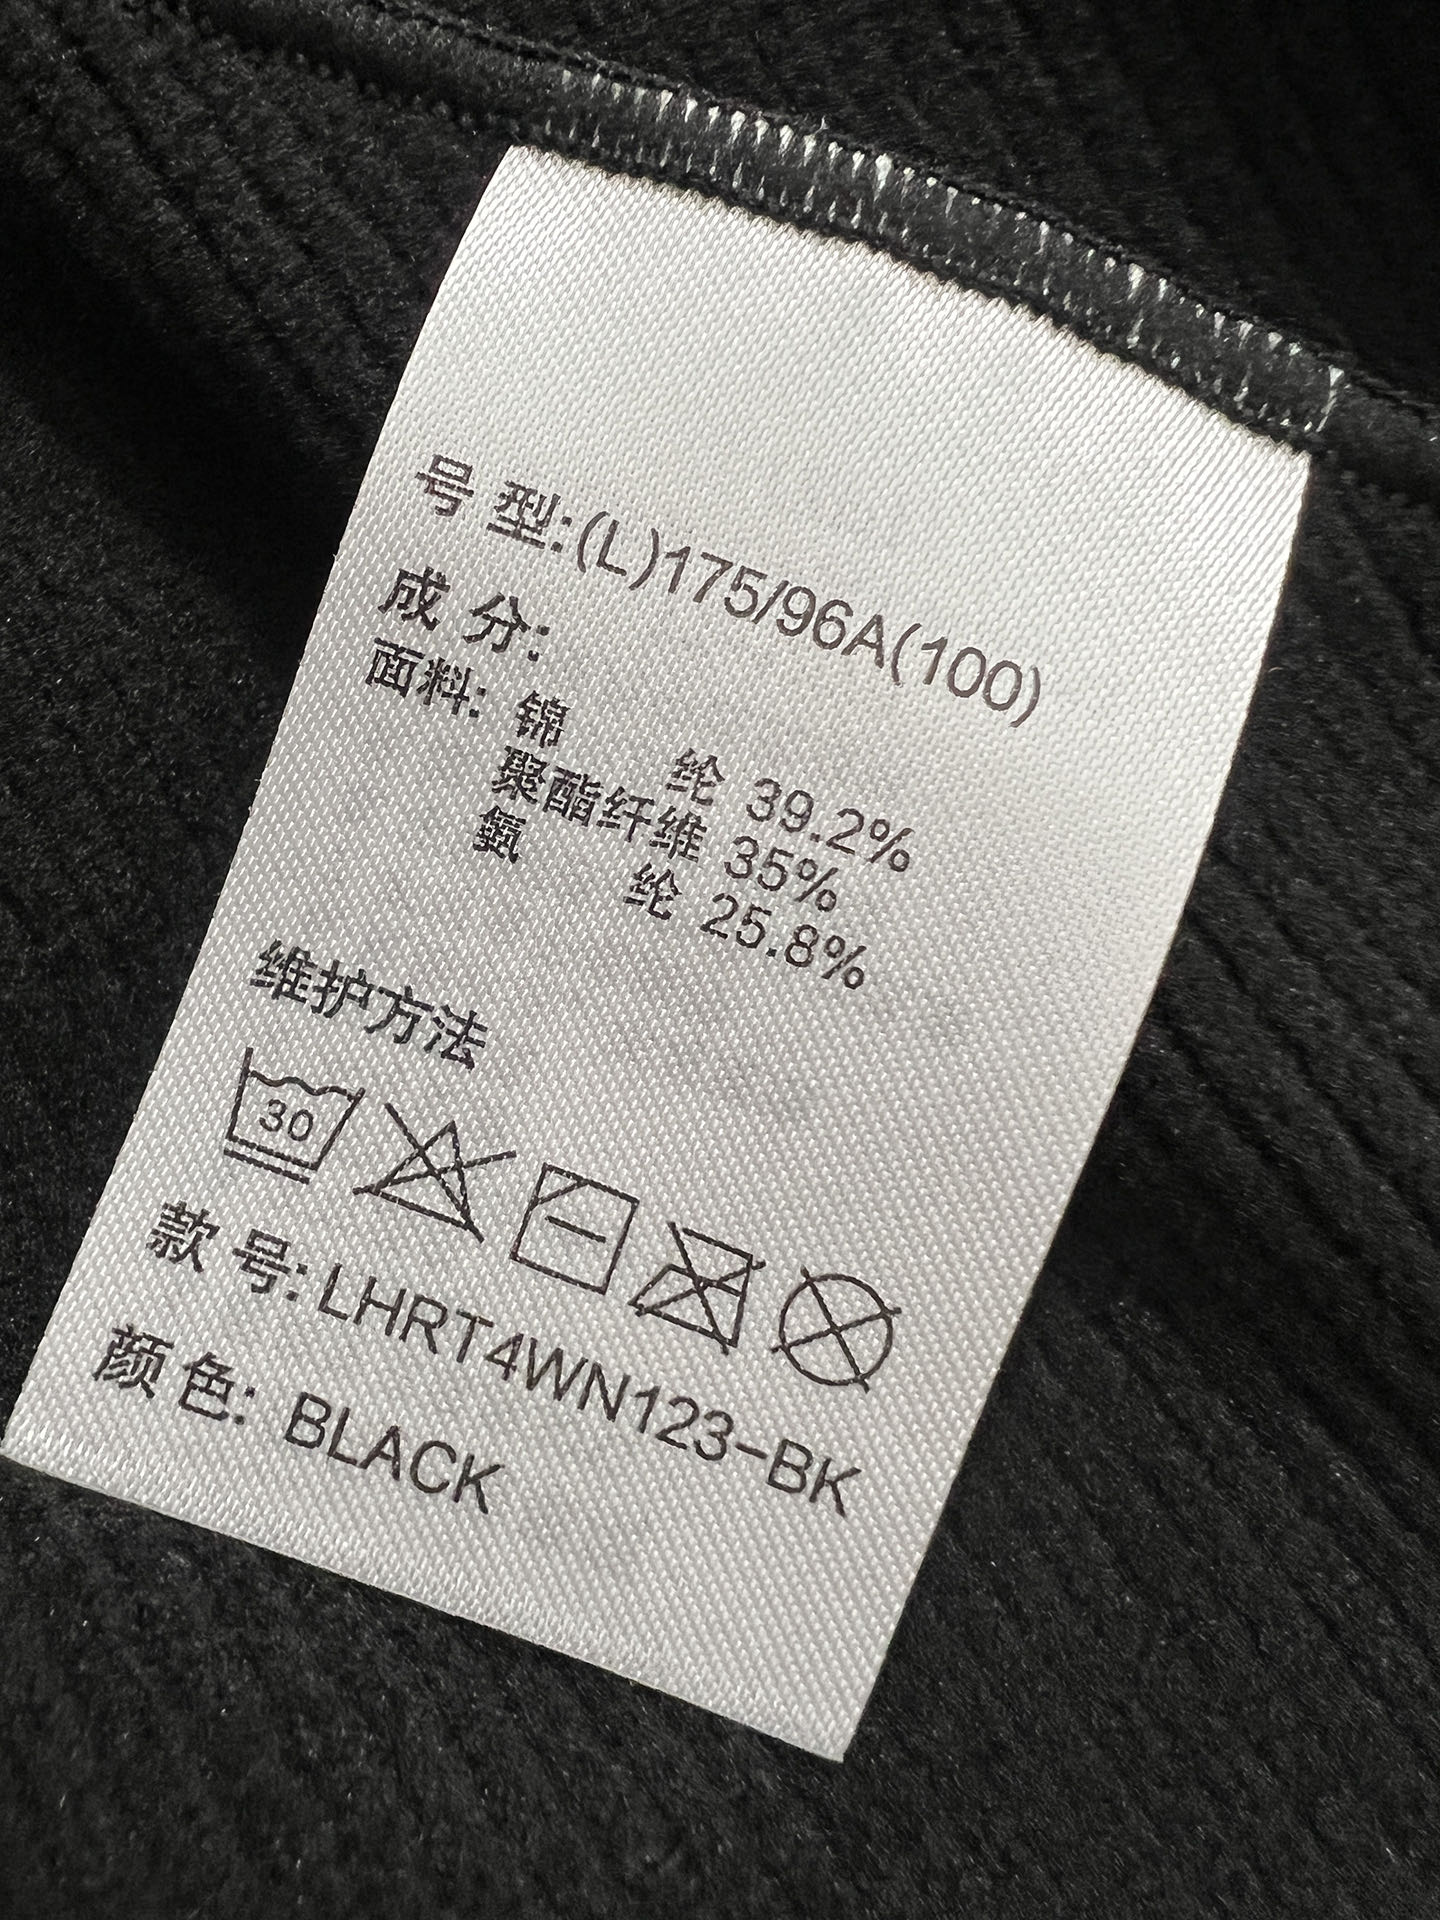 号 型:(L)175/96A(100)
成 分:
面料: 锦 纶 39.2%
聚酯纤维 35%
氨 纶 25.8%
维护方法
30
款 号:LHRT4WN123-BK
颜色: BLACK